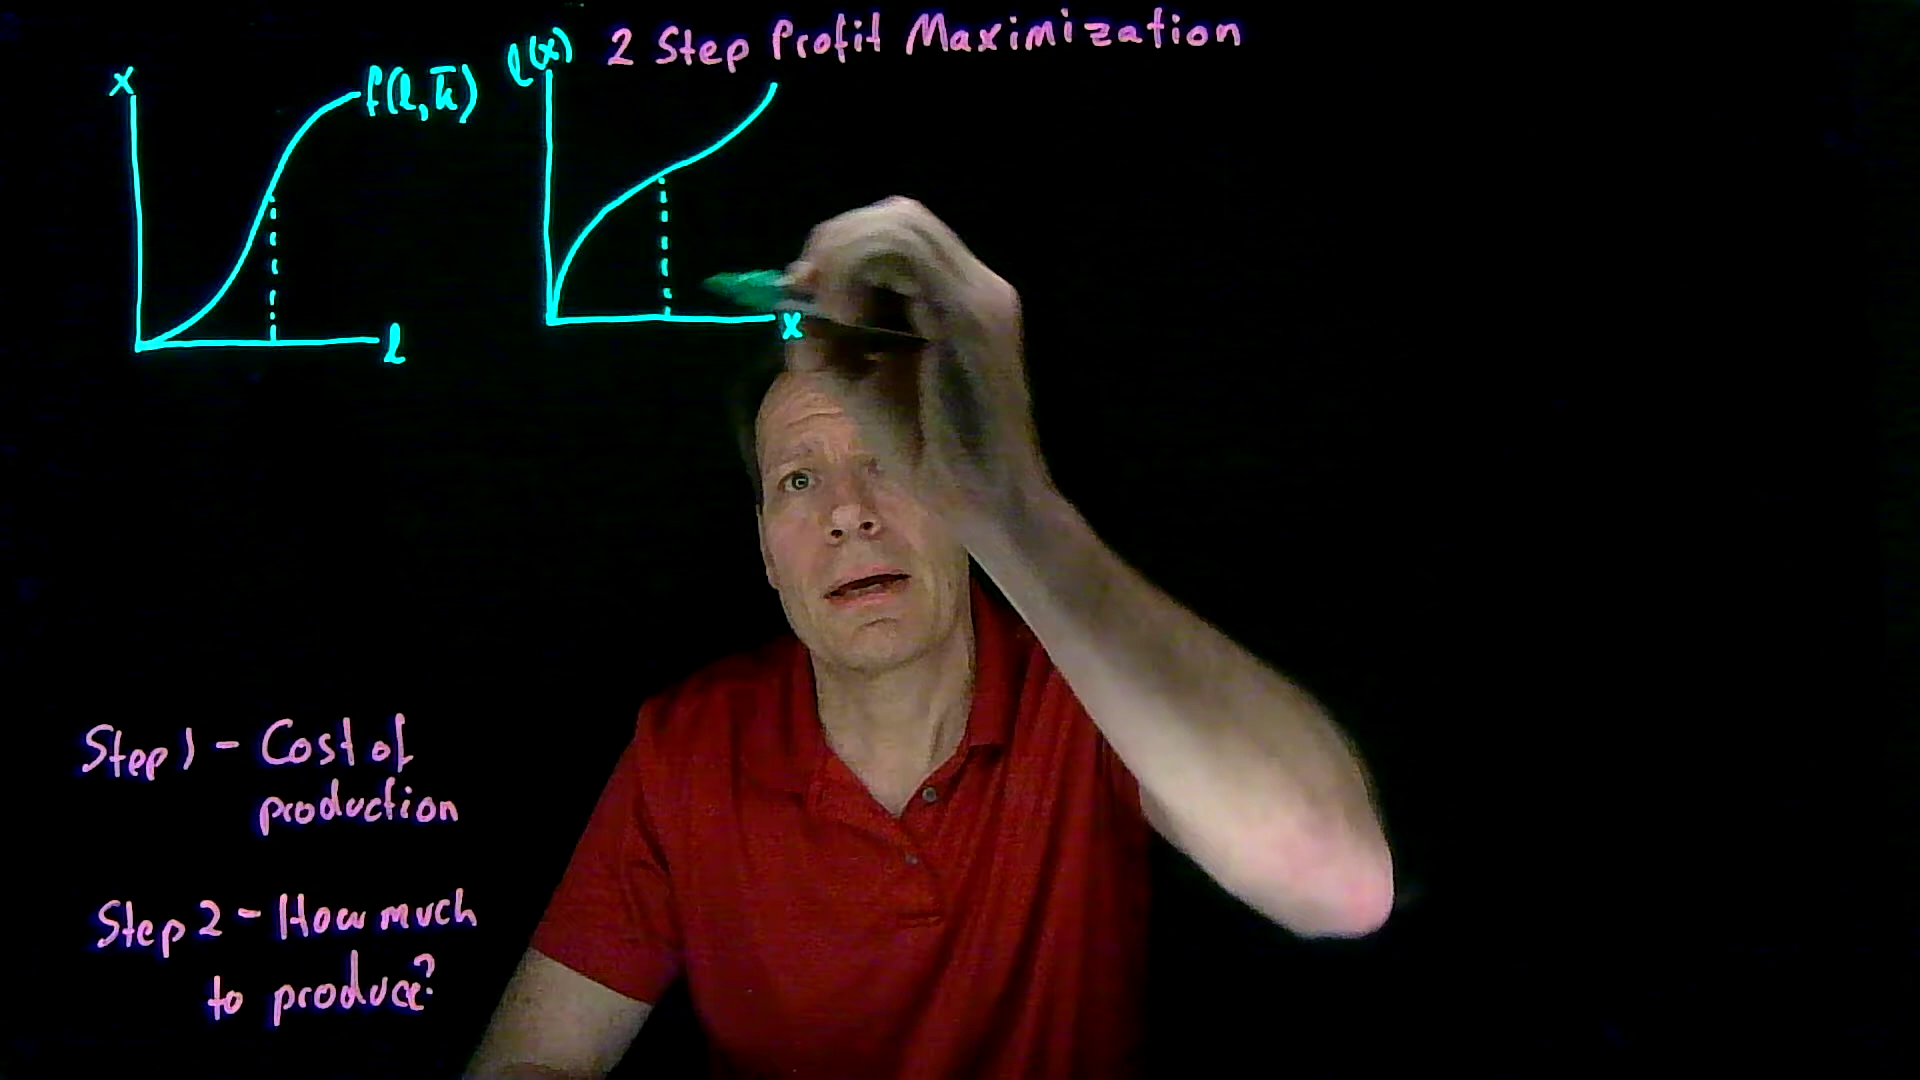 2 Step Profit Maximization
x
f(l, k̄)
l
l(x)
x
Step 1 - Cost of
production
Step 2 - How much
to produce?